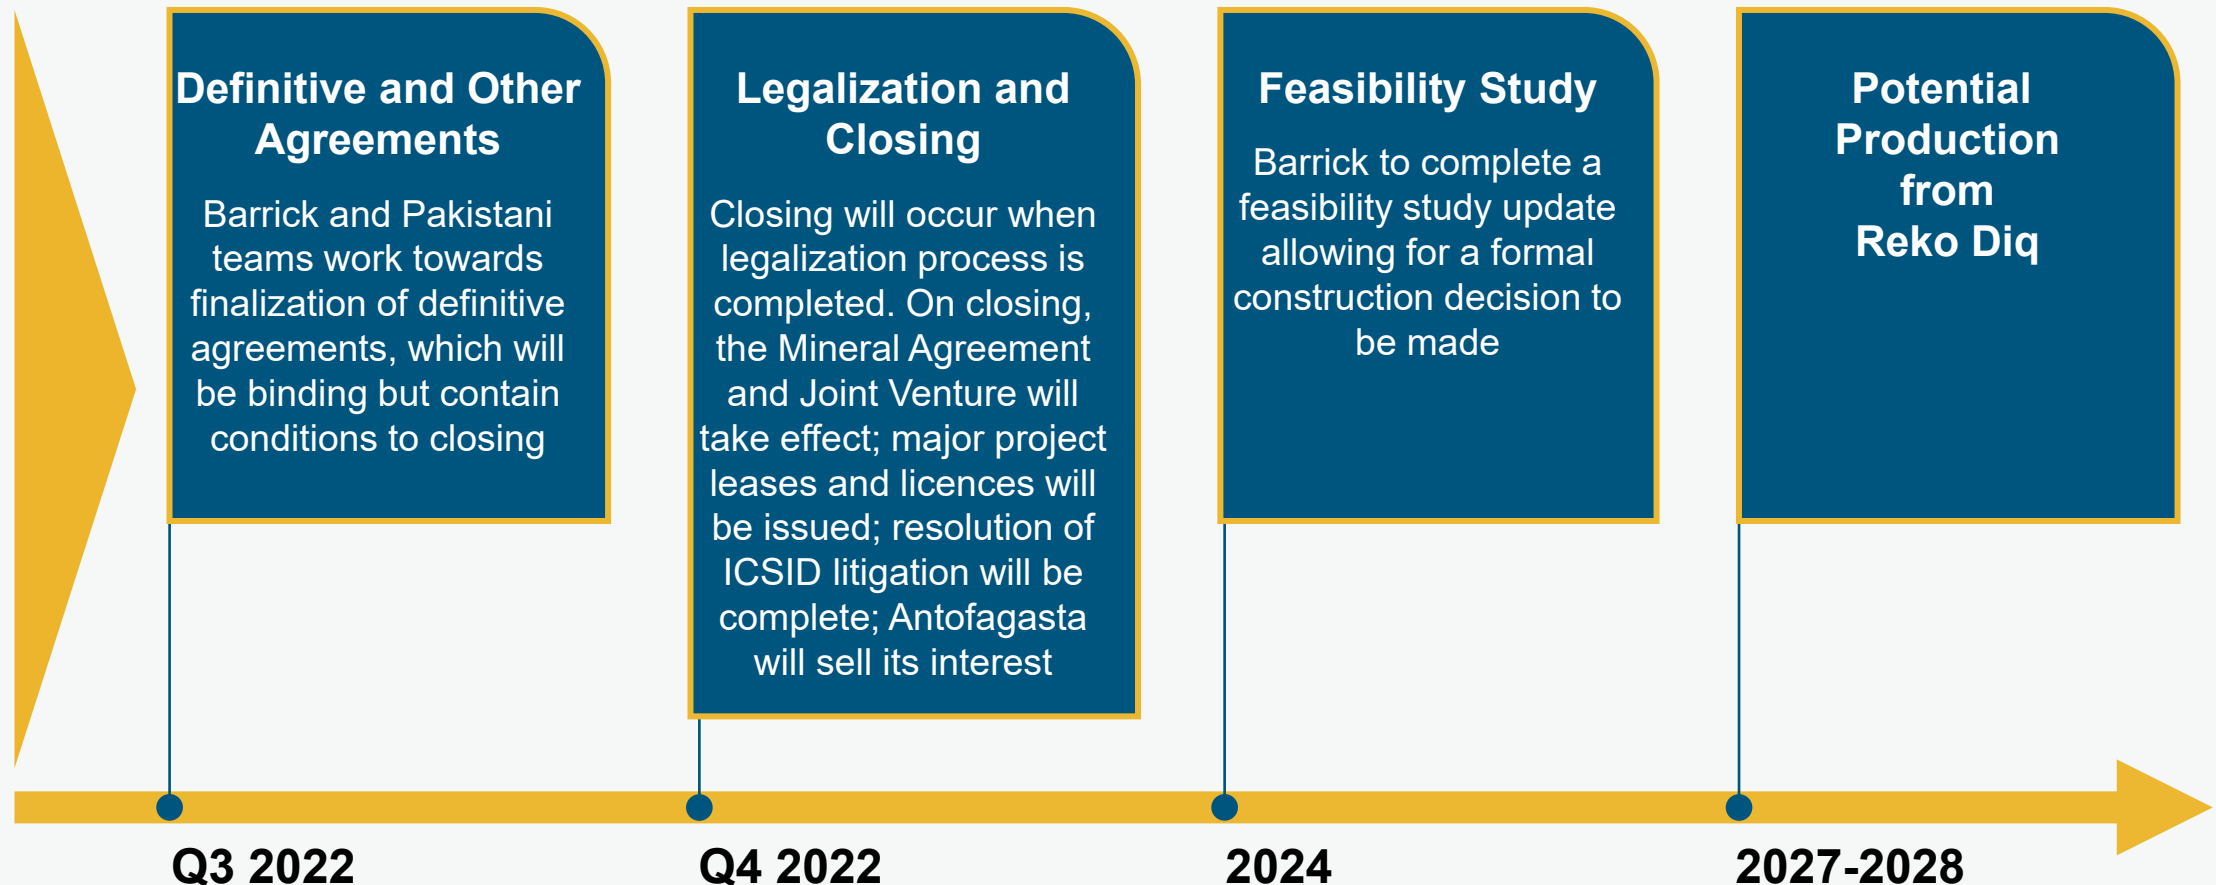 Definitive and Other
Agreements
Barrick and Pakistani
teams work towards
finalization of definitive
agreements, which will
be binding but contain
conditions to closing
Legalization and
Closing
Closing will occur when
legalization process is
completed. On closing,
the Mineral Agreement
and Joint Venture will
take effect; major project
leases and licences will
be issued; resolution of
ICSID litigation will be
complete; Antofagasta
will sell its interest
Feasibility Study
Barrick to complete a
feasibility study update
allowing for a formal
construction decision to
be made
Potential
Production
from
Reko Diq
Q3 2022
Q4 2022
2024
2027-2028